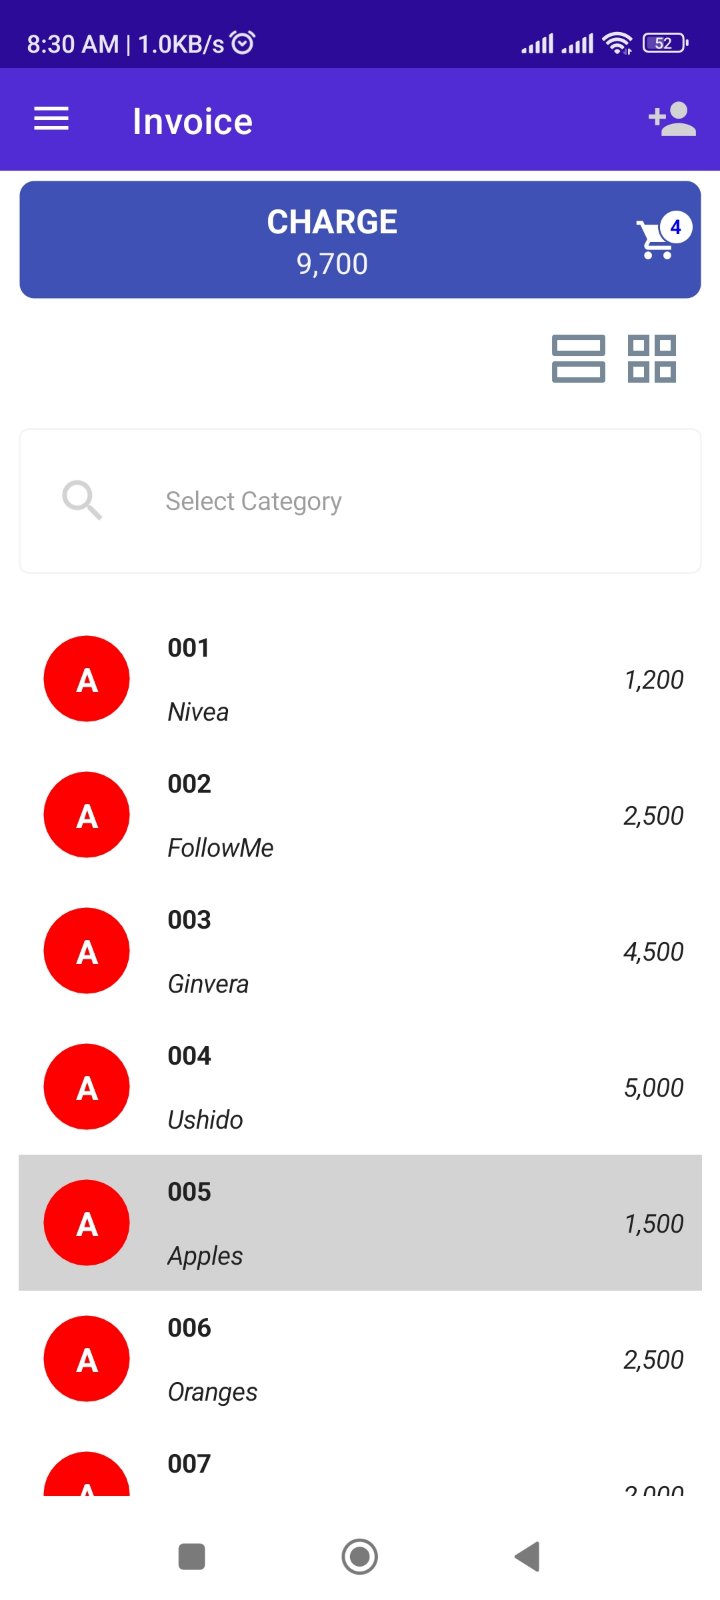 8:30 AM | 1.0KB/s
52
Invoice
CHARGE
9,700
4
Select Category
001
A
1,200
Nivea
002
A
2,500
FollowMe
003
A
4,500
Ginvera
004
A
5,000
Ushido
005
A
1,500
Apples
006
A
2,500
Oranges
007
A
2,000